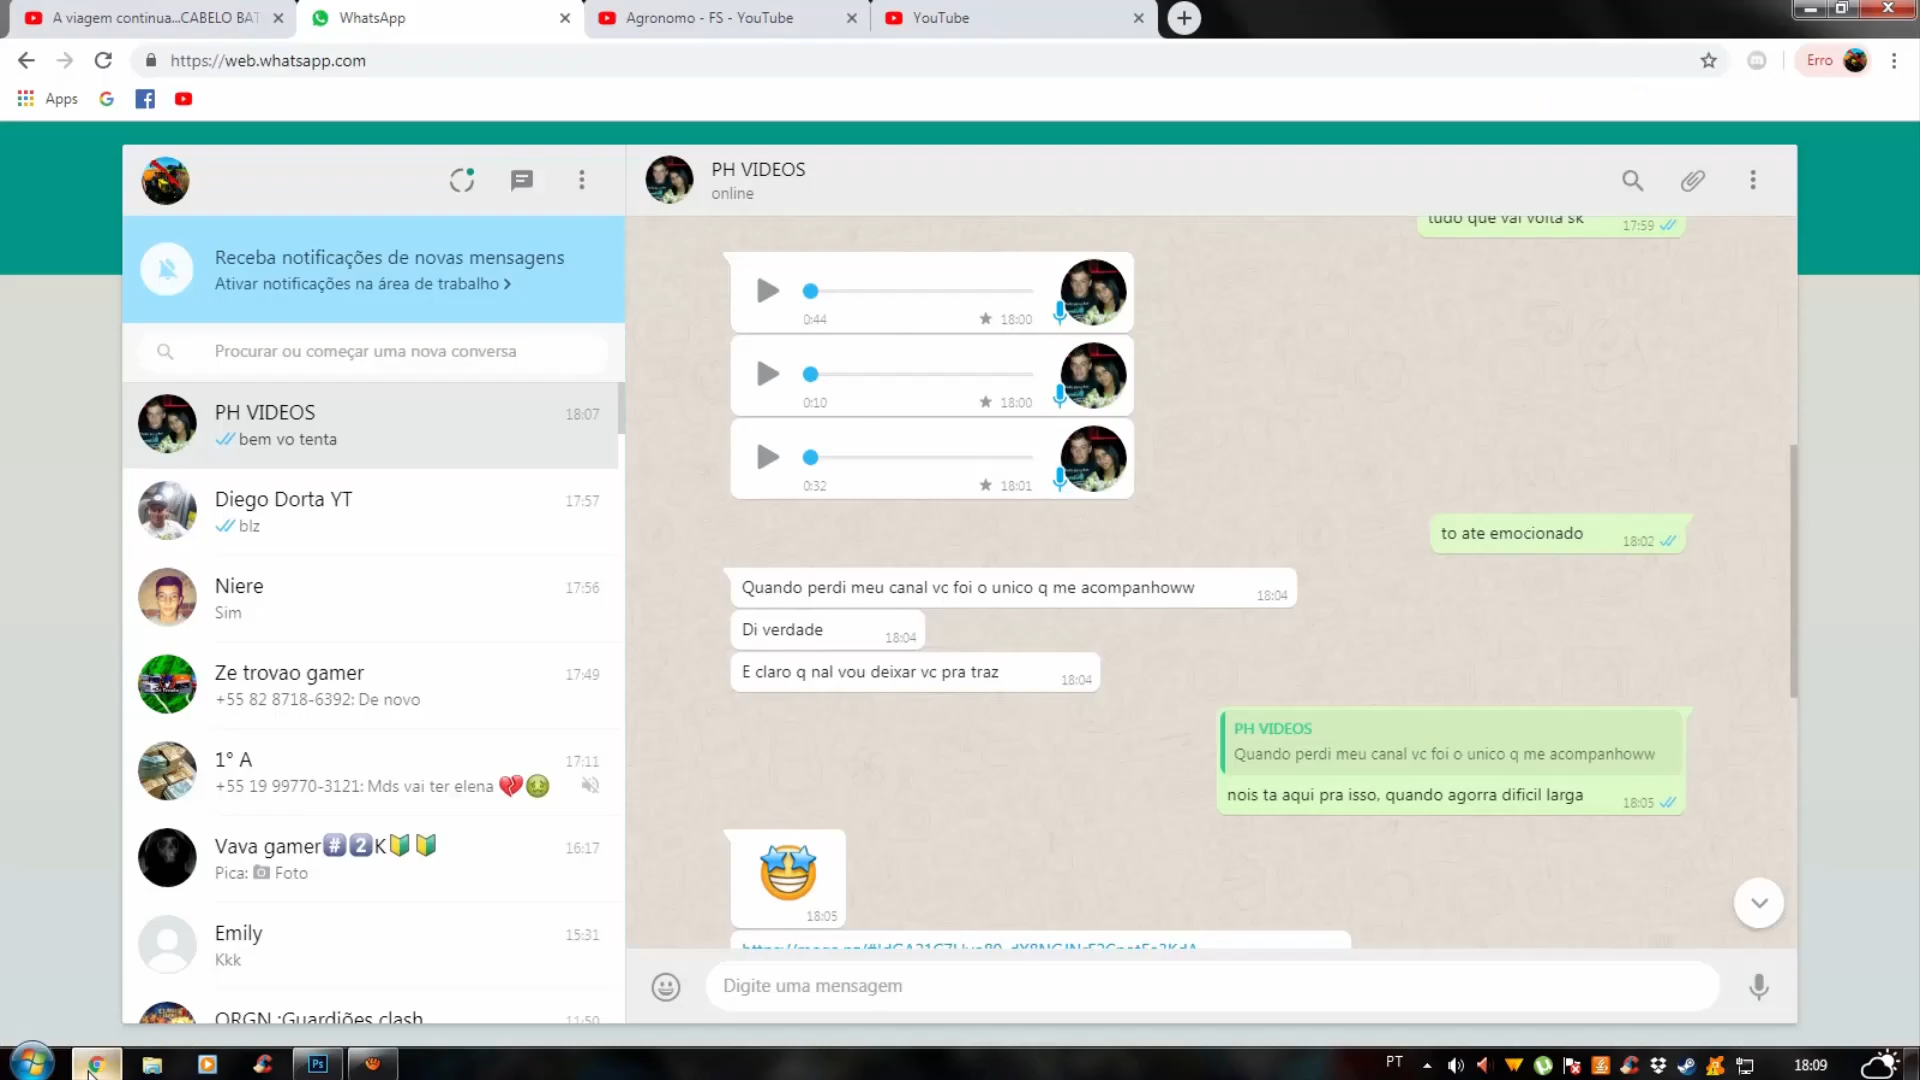 A viagem continua...CABELO BAT
WhatsApp
Agronomo - FS - YouTube
YouTube
https://web.whatsapp.com
Erro
Apps
PH VIDEOS
online
Receba notificações de novas mensagens
Ativar notificações na área de trabalho
Procurar ou começar uma nova conversa
PH VIDEOS 18:07
bem vo tenta
Diego Dorta YT 17:57
blz
Niere 17:56
Sim
Ze trovao gamer 17:49
+55 82 8718-6392: De novo
1° A 17:11
+55 19 99770-3121: Mds vai ter elena 💔🤢
Vava gamer#️⃣2️⃣K🔰🔰 16:17
Pica: Foto
Emily 15:31
Kkk
ORGN :Guardiões clash 11:50
tudo que vai volta sk 17:59
0:44 18:00
0:10 18:00
0:32 18:01
to ate emocionado 18:02
Quando perdi meu canal vc foi o unico q me acompanhoww 18:04
Di verdade 18:04
E claro q nal vou deixar vc pra traz 18:04
PH VIDEOS
Quando perdi meu canal vc foi o unico q me acompanhoww
nois ta aqui pra isso, quando agorra dificil larga 18:05
18:05
Digite uma mensagem
Ps
PT
18:09